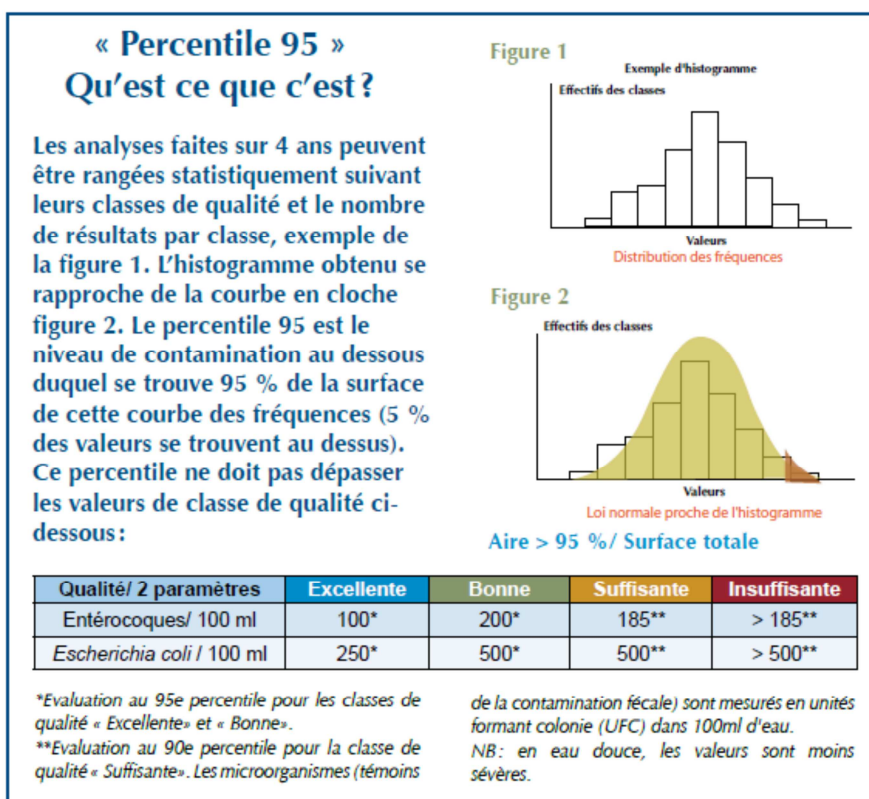 « Percentile 95 »
Qu'est ce que c'est ?
Les analyses faites sur 4 ans peuvent
être rangées statistiquement suivant
leurs classes de qualité et le nombre
de résultats par classe, exemple de
la figure 1. L'histogramme obtenu se
rapproche de la courbe en cloche
figure 2. Le percentile 95 est le
niveau de contamination au dessous
duquel se trouve 95 % de la surface
de cette courbe des fréquences (5 %
des valeurs se trouvent au dessus).
Ce percentile ne doit pas dépasser
les valeurs de classe de qualité ci-
dessous :
Figure 1
Exemple d'histogramme
Effectifs des classes
Valeurs
Distribution des fréquences
Figure 2
Effectifs des classes
Valeurs
Loi normale proche de l'histogramme
Aire > 95 %/ Surface totale
Qualité/ 2 paramètres Excellente Bonne Suffisante Insuffisante
Entérocoques/ 100 ml 100* 200* 185** > 185**
Escherichia coli / 100 ml 250* 500* 500** > 500**
*Evaluation au 95e percentile pour les classes de
qualité « Excellente» et « Bonne».
**Evaluation au 90e percentile pour la classe de
qualité « Suffisante». Les microorganismes (témoins
de la contamination fécale) sont mesurés en unités
formant colonie (UFC) dans 100ml d'eau.
NB : en eau douce, les valeurs sont moins
sévères.